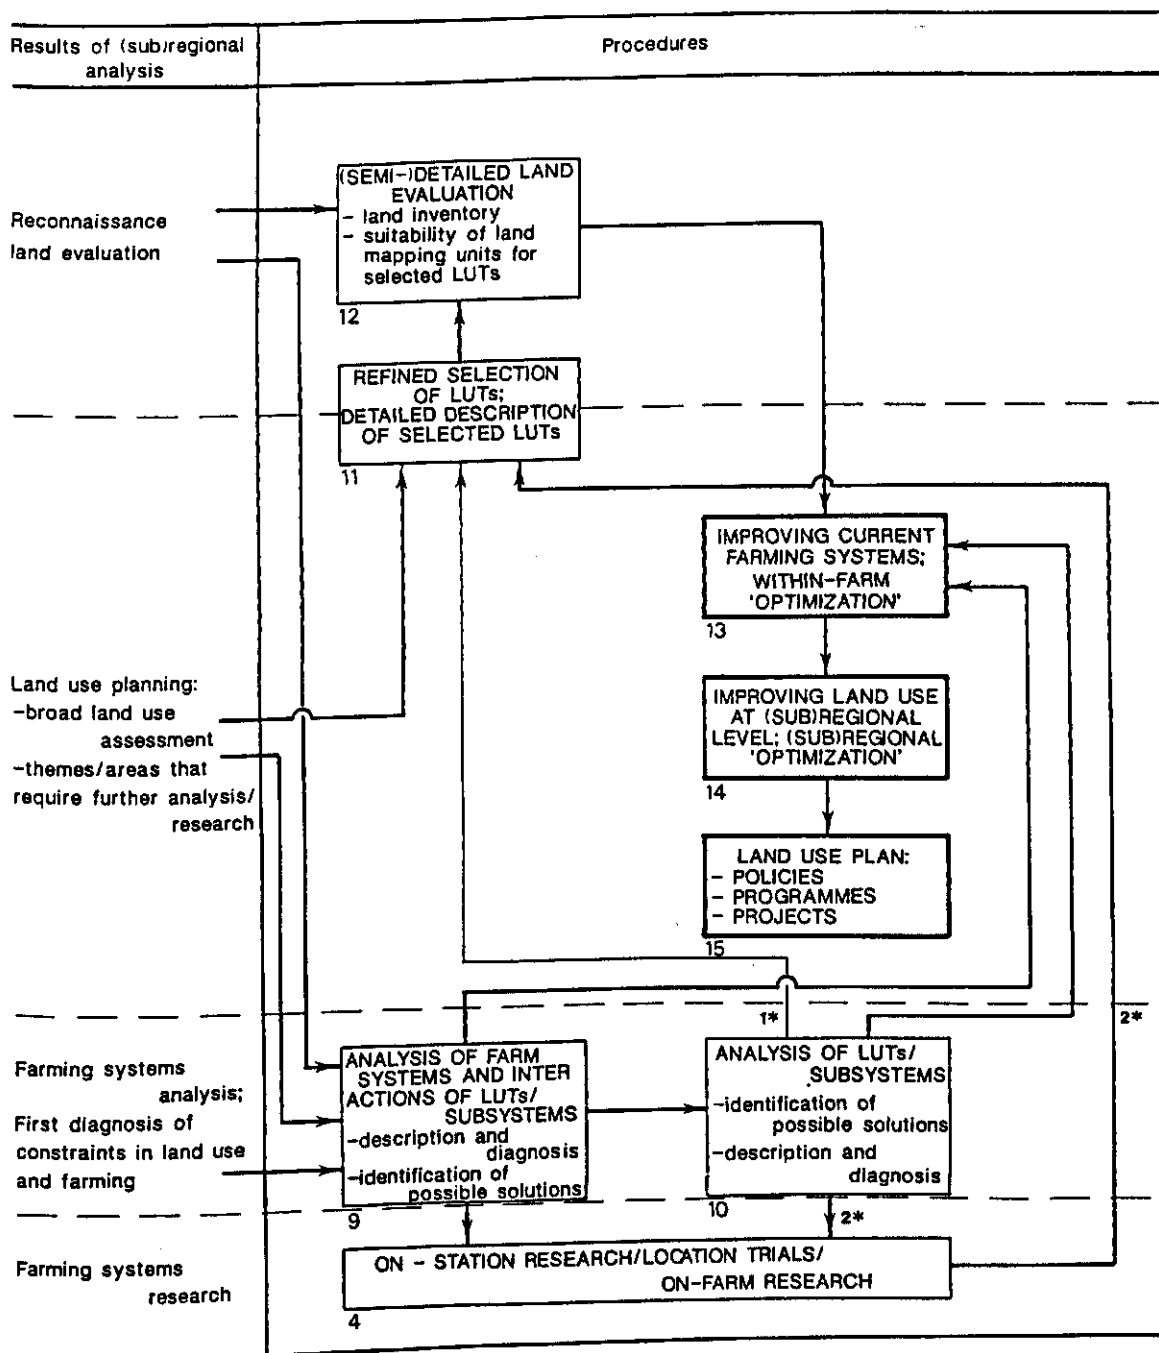 Results of (sub)regional
analysis
Procedures
Reconnaissance
land evaluation
(SEMI-)DETAILED LAND
EVALUATION
- land inventory
- suitability of land
mapping units for
selected LUTs
12
REFINED SELECTION
OF LUTs;
DETAILED DESCRIPTION
OF SELECTED LUTs
11
IMPROVING CURRENT
FARMING SYSTEMS;
WITHIN-FARM
'OPTIMIZATION'
13
Land use planning:
-broad land use
assessment
-themes/areas that
require further analysis/
research
IMPROVING LAND USE
AT (SUB)REGIONAL
LEVEL; (SUB)REGIONAL
'OPTIMIZATION'
14
LAND USE PLAN:
- POLICIES
- PROGRAMMES
- PROJECTS
15
1*
2*
Farming systems
analysis;
First diagnosis of
constraints in land use
and farming
ANALYSIS OF FARM
SYSTEMS AND INTER
ACTIONS OF LUTs/
SUBSYSTEMS
-description and
diagnosis
-identification of
possible solutions
9
ANALYSIS OF LUTs/
SUBSYSTEMS
-identification of
possible solutions
-description and
diagnosis
10
2*
Farming systems
research
ON - STATION RESEARCH/LOCATION TRIALS/
ON-FARM RESEARCH
4